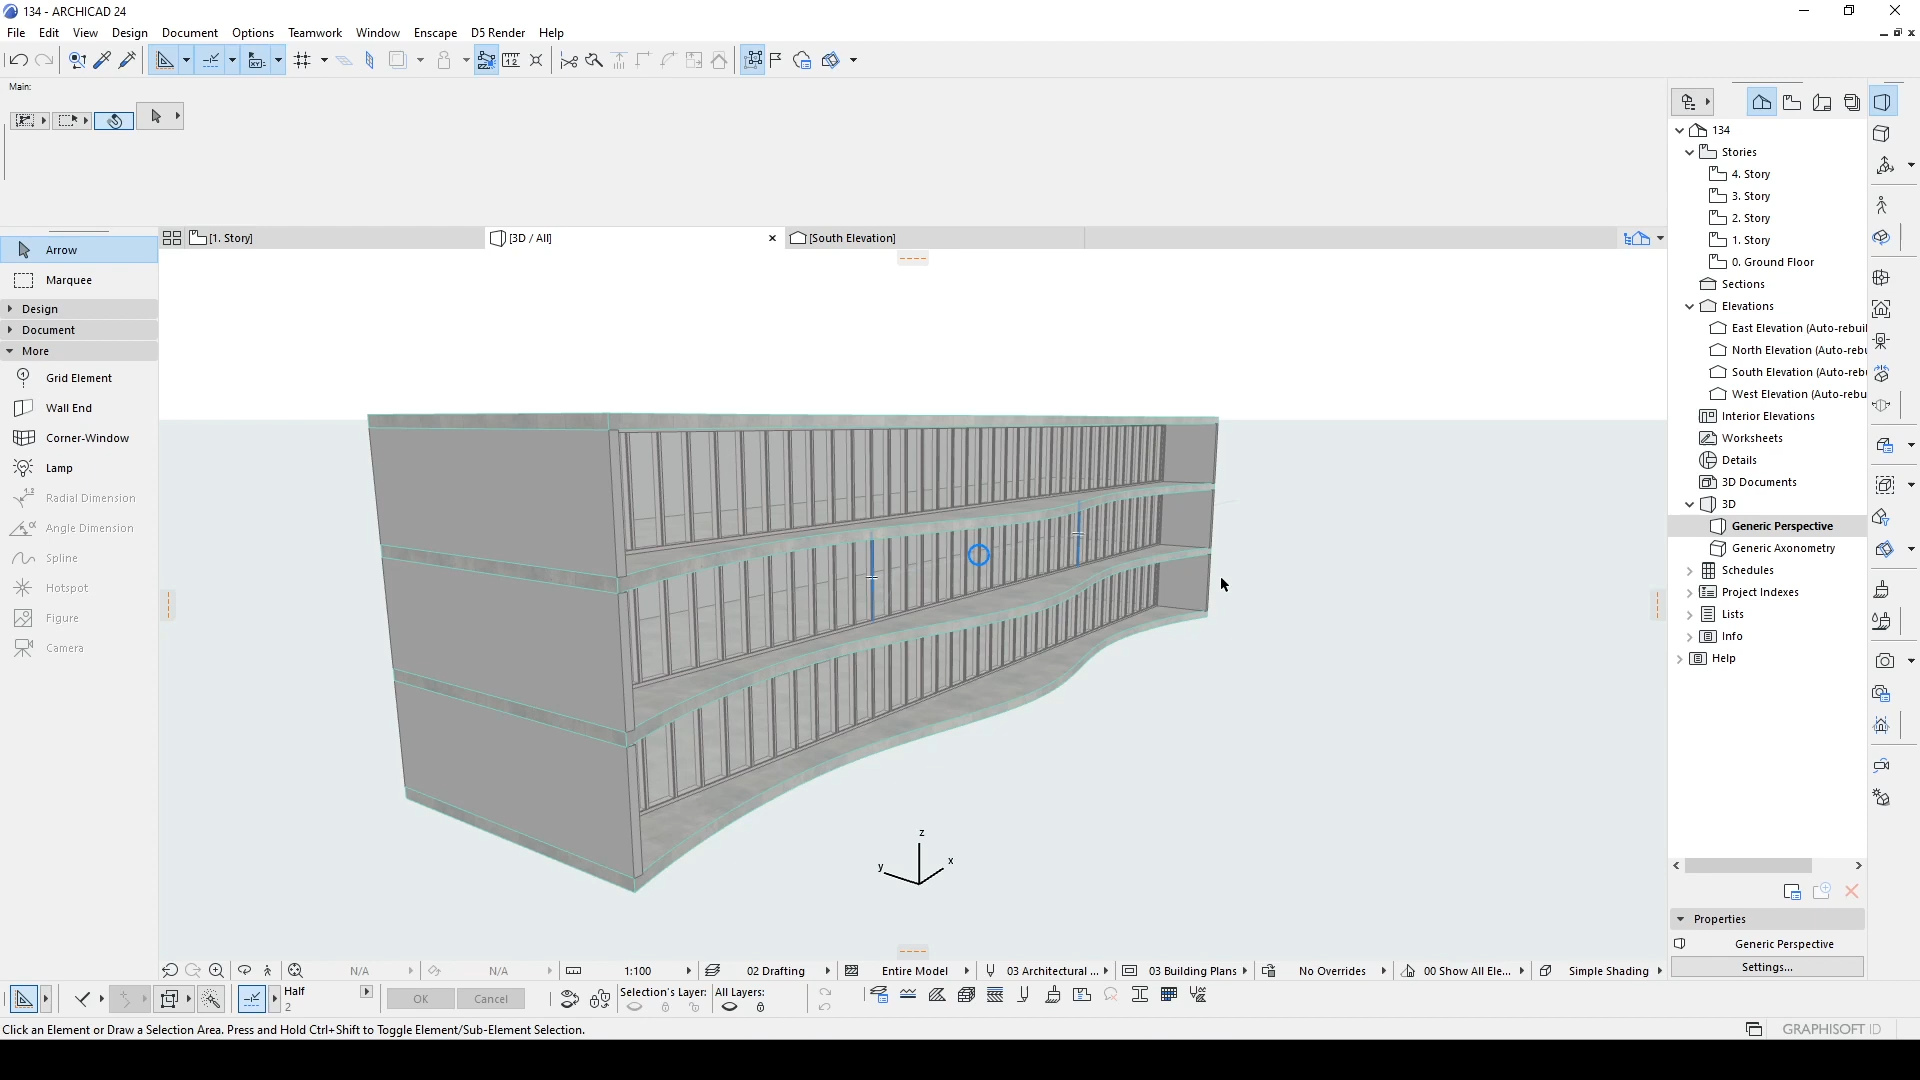 134 - ARCHICAD 24
File Edit View Design Document Options Teamwork Window Enscape D5 Render Help
Main:
[1. Story] [3D / All] [South Elevation]
Arrow
Marquee
Design
Document
More
Grid Element
Wall End
Corner-Window
Lamp
Radial Dimension
Angle Dimension
Spline
Hotspot
Figure
Camera
z
y
x
134
Stories
4. Story
3. Story
2. Story
1. Story
0. Ground Floor
Sections
Elevations
East Elevation (Auto-rebuil
North Elevation (Auto-rebu
South Elevation (Auto-rebu
West Elevation (Auto-rebu
Interior Elevations
Worksheets
Details
3D Documents
3D
Generic Perspective
Generic Axonometry
Schedules
Project Indexes
Lists
Info
Help
Properties
Generic Perspective
Settings...
N/A N/A 1:100 02 Drafting Entire Model 03 Architectural ... 03 Building Plans No Overrides 00 Show All Ele... Simple Shading
Half
2
OK Cancel
Selection's Layer: All Layers:
Click an Element or Draw a Selection Area. Press and Hold Ctrl+Shift to Toggle Element/Sub-Element Selection.
GRAPHISOFT ID